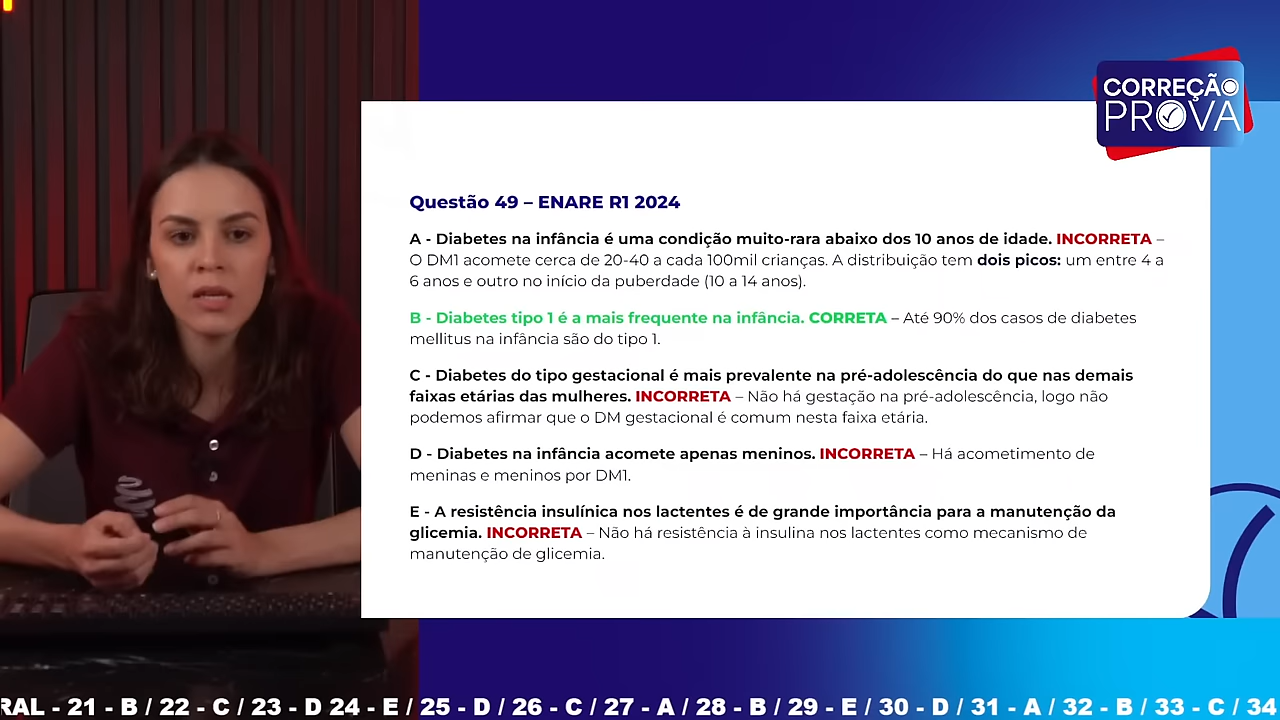 CORREÇÃO
PROVA
Questão 49 – ENARE R1 2024
A - Diabetes na infância é uma condição muito-rara abaixo dos 10 anos de idade. INCORRETA –
O DM1 acomete cerca de 20-40 a cada 100mil crianças. A distribuição tem dois picos: um entre 4 a
6 anos e outro no início da puberdade (10 a 14 anos).
B - Diabetes tipo 1 é a mais frequente na infância. CORRETA – Até 90% dos casos de diabetes
mellitus na infância são do tipo 1.
C - Diabetes do tipo gestacional é mais prevalente na pré-adolescência do que nas demais
faixas etárias das mulheres. INCORRETA – Não há gestação na pré-adolescência, logo não
podemos afirmar que o DM gestacional é comum nesta faixa etária.
D - Diabetes na infância acomete apenas meninos. INCORRETA – Há acometimento de
meninas e meninos por DM1.
E - A resistência insulínica nos lactentes é de grande importância para a manutenção da
glicemia. INCORRETA – Não há resistência à insulina nos lactentes como mecanismo de
manutenção de glicemia.
RAL - 21 - B / 22 - C / 23 - D 24 - E / 25 - D / 26 - C / 27 - A / 28 - B / 29 - E / 30 - D / 31 - A / 32 - B / 33 - C / 34